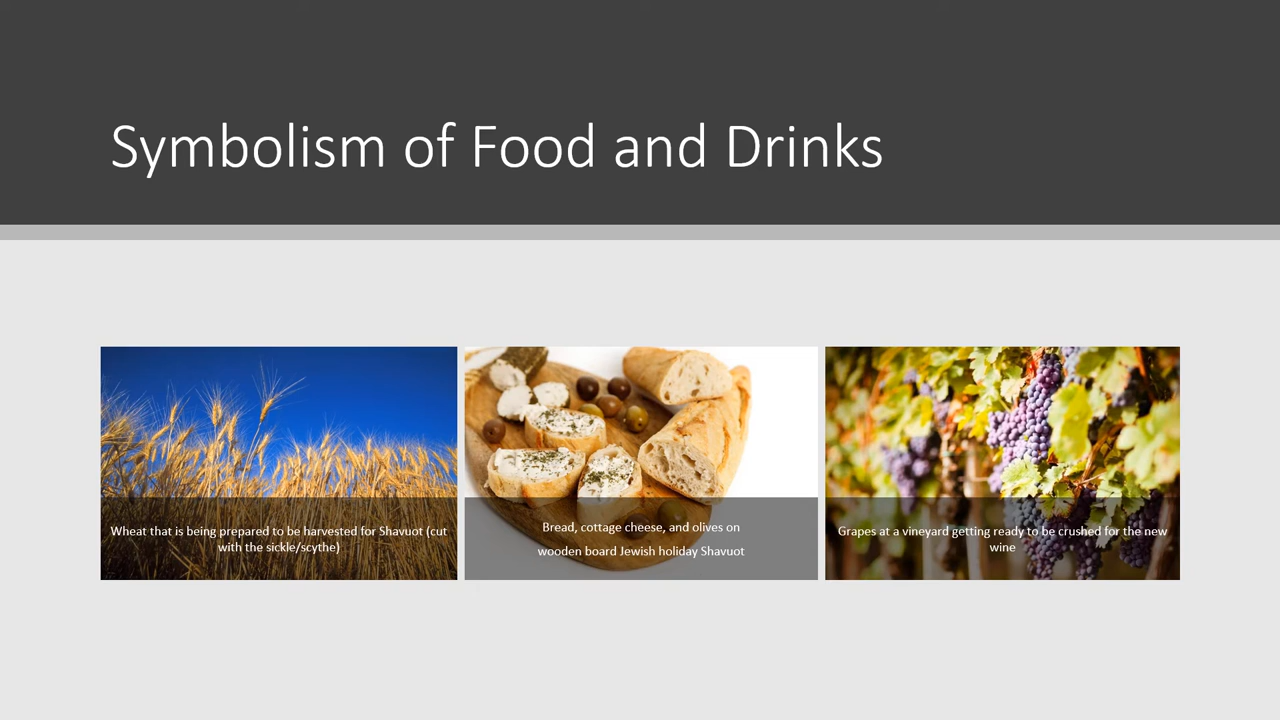 Symbolism of Food and Drinks
Wheat that is being prepared to be harvested for Shavuot (cut
with the sickle/scythe)
Bread, cottage cheese, and olives on
wooden board Jewish holiday Shavuot
Grapes at a vineyard getting ready to be crushed for the new
wine